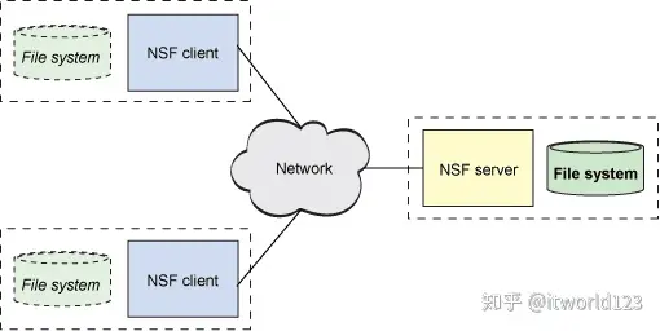 File system
NSF client
Network
NSF server
File system
File system
NSF client
知乎 @itworld123